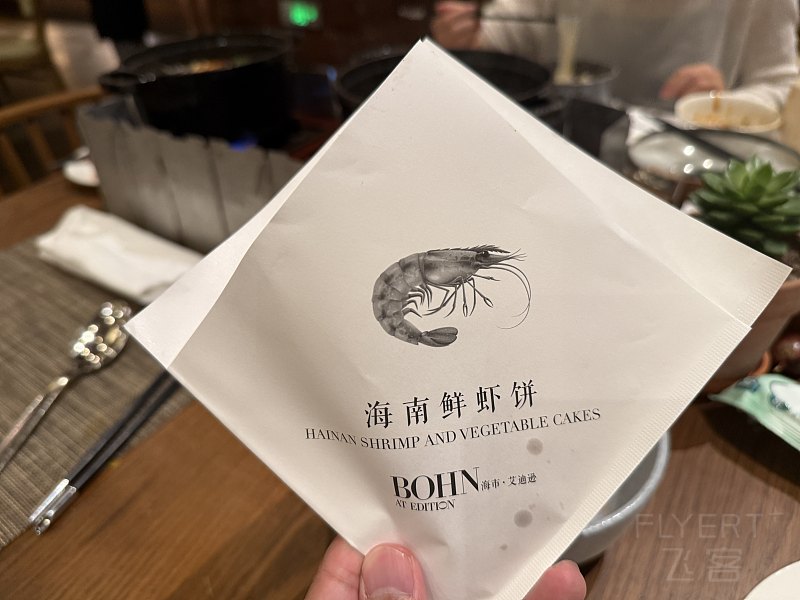 海南鲜虾饼
HAINAN SHRIMP AND VEGETABLE CAKES
BOHN 海市·艾迪逊
AT EDITION
FLYERT
飞客